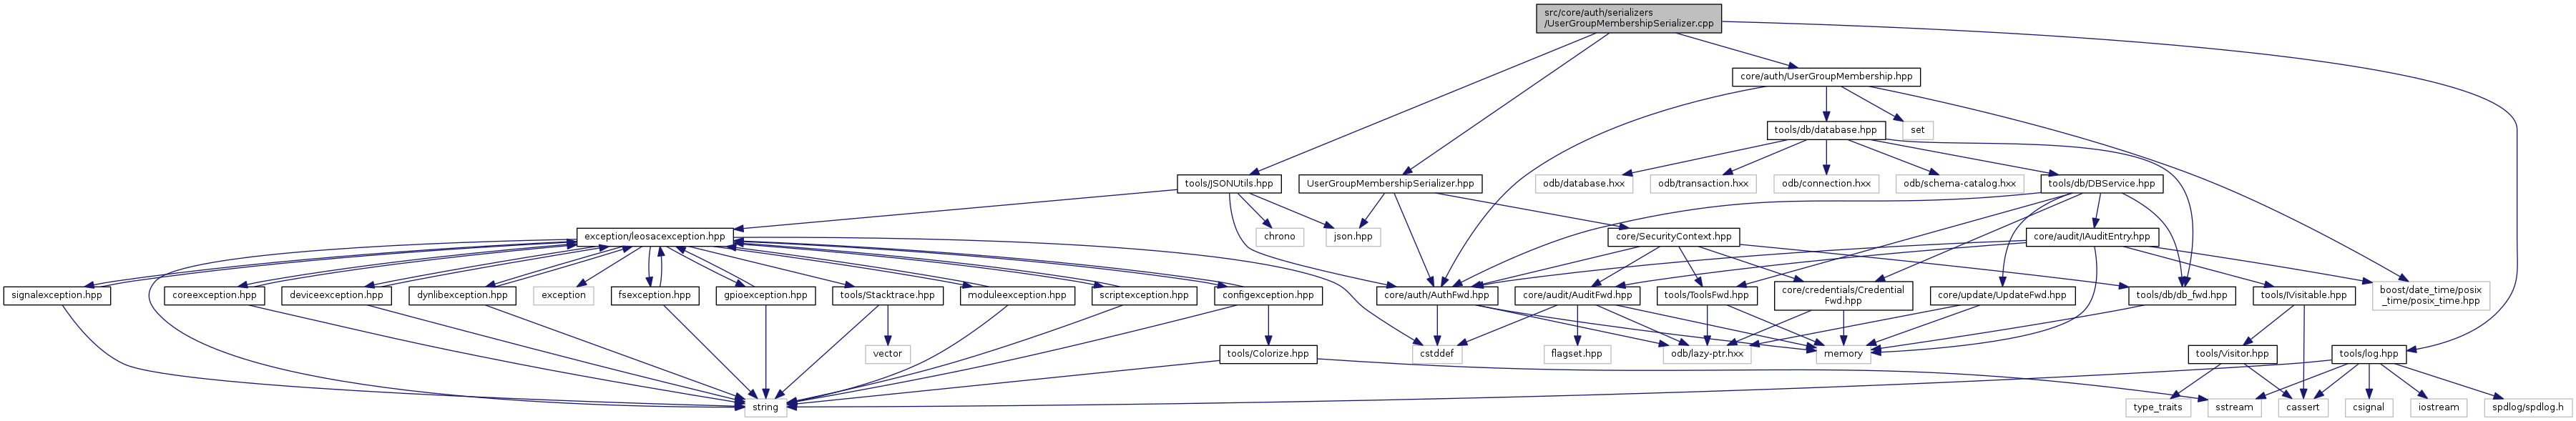 src/core/auth/serializers
/UserGroupMembershipSerializer.cpp
core/auth/UserGroupMembership.hpp
tools/db/database.hpp
set
tools/JSONUtils.hpp
UserGroupMembershipSerializer.hpp
odb/database.hxx
odb/transaction.hxx
odb/connection.hxx
odb/schema-catalog.hxx
tools/db/DBService.hpp
exception/leosacexception.hpp
chrono
json.hpp
core/SecurityContext.hpp
core/audit/IAuditEntry.hpp
signalexception.hpp
coreexception.hpp
deviceexception.hpp
dynlibexception.hpp
exception
fsexception.hpp
gpioexception.hpp
tools/Stacktrace.hpp
moduleexception.hpp
scriptexception.hpp
configexception.hpp
core/auth/AuthFwd.hpp
core/audit/AuditFwd.hpp
tools/ToolsFwd.hpp
core/credentials/Credential
Fwd.hpp
core/update/UpdateFwd.hpp
tools/db/db_fwd.hpp
tools/IVisitable.hpp
boost/date_time/posix
_time/posix_time.hpp
vector
tools/Colorize.hpp
cstddef
flagset.hpp
odb/lazy-ptr.hxx
memory
tools/Visitor.hpp
tools/log.hpp
string
type_traits
sstream
cassert
csignal
iostream
spdlog/spdlog.h